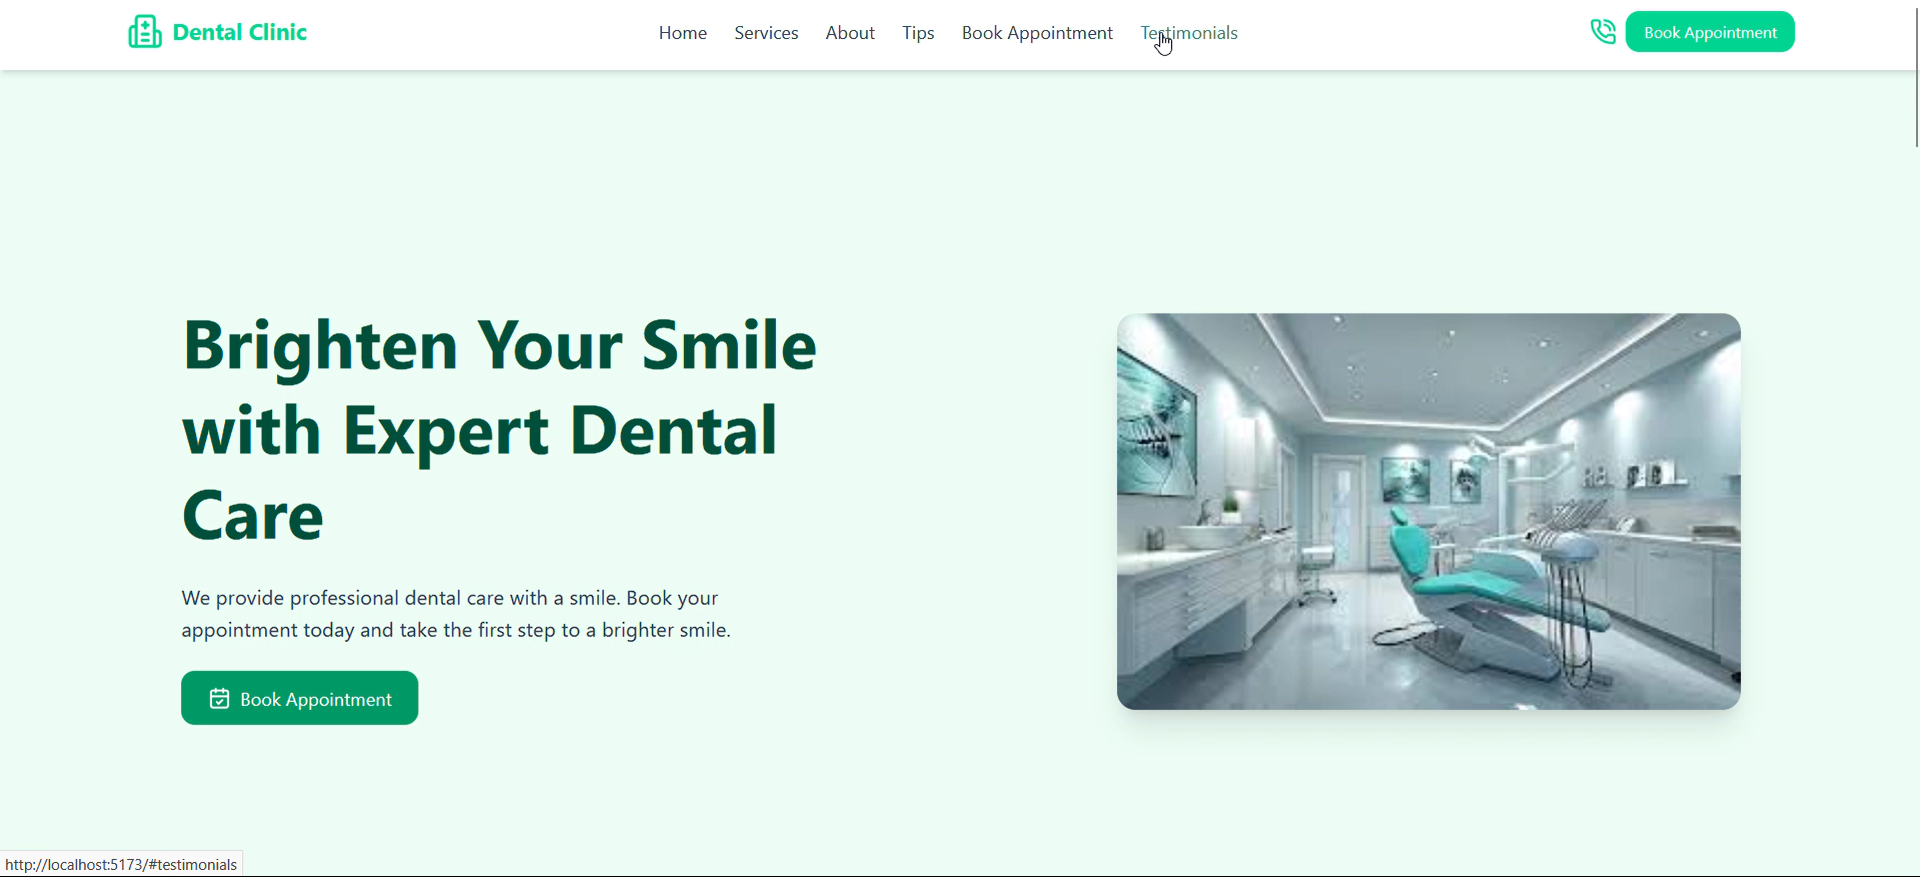 Dental Clinic
Home Services About Tips Book Appointment Testimonials
Book Appointment
Brighten Your Smile
with Expert Dental
Care
We provide professional dental care with a smile. Book your
appointment today and take the first step to a brighter smile.
Book Appointment
http://localhost:5173/#testimonials